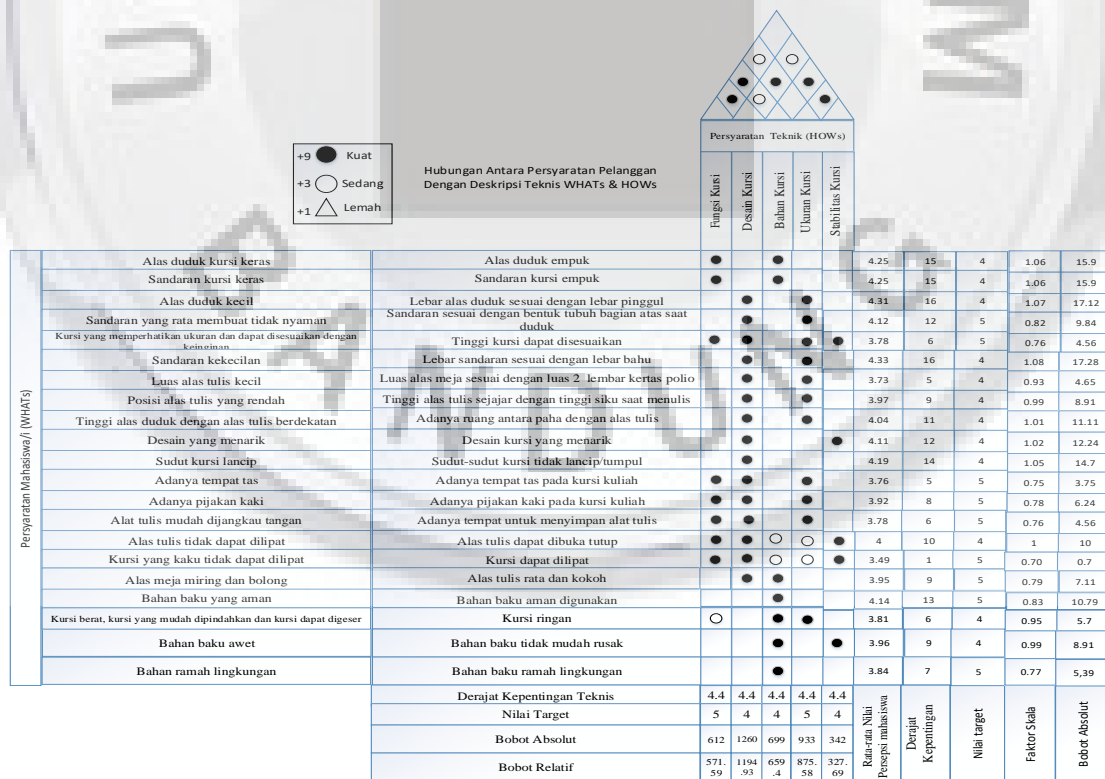 U
M
BANDUNG
Persyaratan Teknik (HOWs)
+9 Kuat
+3 Sedang
+1 Lemah
Hubungan Antara Persyaratan Pelanggan
Dengan Deskripsi Teknis WHATs & HOWs
Fungsi Kursi
Desain Kursi
Bahan Kursi
Ukuran Kursi
Stabilitas Kursi
Persyaratan Mahasiswa/i (WHATs)
Alas duduk kursi keras Alas duduk empuk 4.25 15 4 1.06 15.9
Sandaran kursi keras Sandaran kursi empuk 4.25 15 4 1.06 15.9
Alas duduk kecil Lebar alas duduk sesuai dengan lebar pinggul 4.31 16 4 1.07 17.12
Sandaran yang rata membuat tidak nyaman Sandaran sesuai dengan bentuk tubuh bagian atas saat
duduk 4.12 12 5 0.82 9.84
Kursi yang memperhatikan ukuran dan dapat disesuaikan dengan
keinginan Tinggi kursi dapat disesuaikan 3.78 6 5 0.76 4.56
Sandaran kekecilan Lebar sandaran sesuai dengan lebar bahu 4.33 16 4 1.08 17.28
Luas alas tulis kecil Luas alas meja sesuai dengan luas 2 lembar kertas polio 3.73 5 4 0.93 4.65
Posisi alas tulis yang rendah Tinggi alas tulis sejajar dengan tinggi siku saat menulis 3.97 9 4 0.99 8.91
Tinggi alas duduk dengan alas tulis berdekatan Adanya ruang antara paha dengan alas tulis 4.04 11 4 1.01 11.11
Desain yang menarik Desain kursi yang menarik 4.11 12 4 1.02 12.24
Sudut kursi lancip Sudut-sudut kursi tidak lancip/tumpul 4.19 14 4 1.05 14.7
Adanya tempat tas Adanya tempat tas pada kursi kuliah 3.76 5 5 0.75 3.75
Adanya pijakan kaki Adanya pijakan kaki pada kursi kuliah 3.92 8 5 0.78 6.24
Alat tulis mudah dijangkau tangan Adanya tempat untuk menyimpan alat tulis 3.78 6 5 0.76 4.56
Alas tulis tidak dapat dilipat Alas tulis dapat dibuka tutup 4 10 4 1 10
Kursi yang kaku tidak dapat dilipat Kursi dapat dilipat 3.49 1 5 0.70 0.7
Alas meja miring dan bolong Alas tulis rata dan kokoh 3.95 9 5 0.79 7.11
Bahan baku yang aman Bahan baku aman digunakan 4.14 13 5 0.83 10.79
Kursi berat, kursi yang mudah dipindahkan dan kursi dapat digeser Kursi ringan 3.81 6 4 0.95 5.7
Bahan baku awet Bahan baku tidak mudah rusak 3.96 9 4 0.99 8.91
Bahan ramah lingkungan Bahan baku ramah lingkungan 3.84 7 5 0.77 5,39
Derajat Kepentingan Teknis 4.4 4.4 4.4 4.4 4.4
Nilai Target 5 4 4 5 4
Bobot Absolut 612 1260 699 933 342
Bobot Relatif 571.59 1194.93 659.4 875.58 327.69
Rata-rata Nilai
Persepsi mahasiswa
Derajat
Kepentingan
Nilai target
Faktor Skala
Bobot Absolut